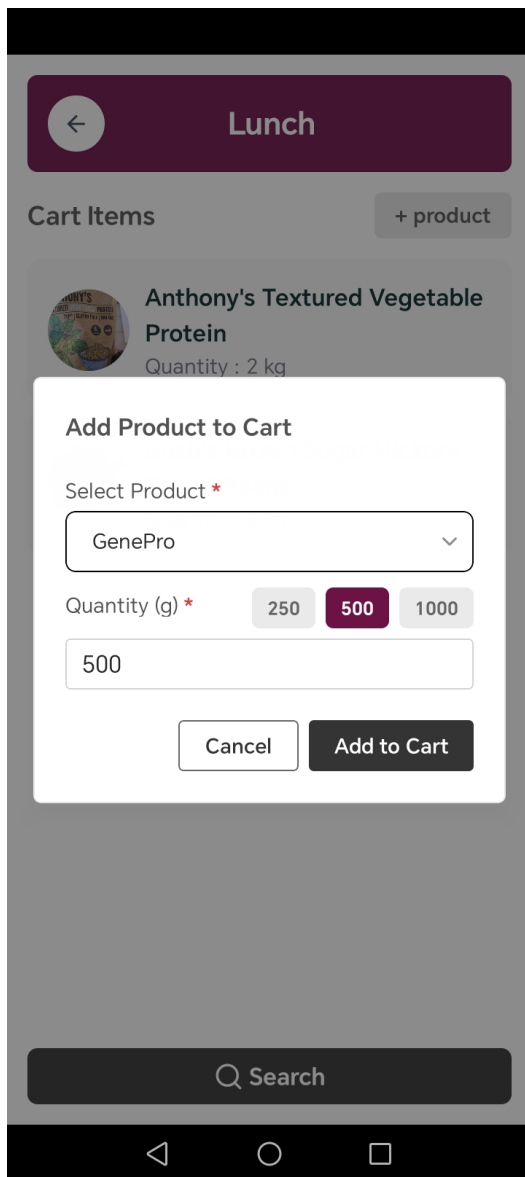 Lunch
Cart Items
+ product
Anthony's Textured Vegetable
Protein
Quantity : 2 kg
Add Product to Cart
Select Product *
GenePro
Quantity (g) *
250
500
1000
500
Cancel
Add to Cart
Search